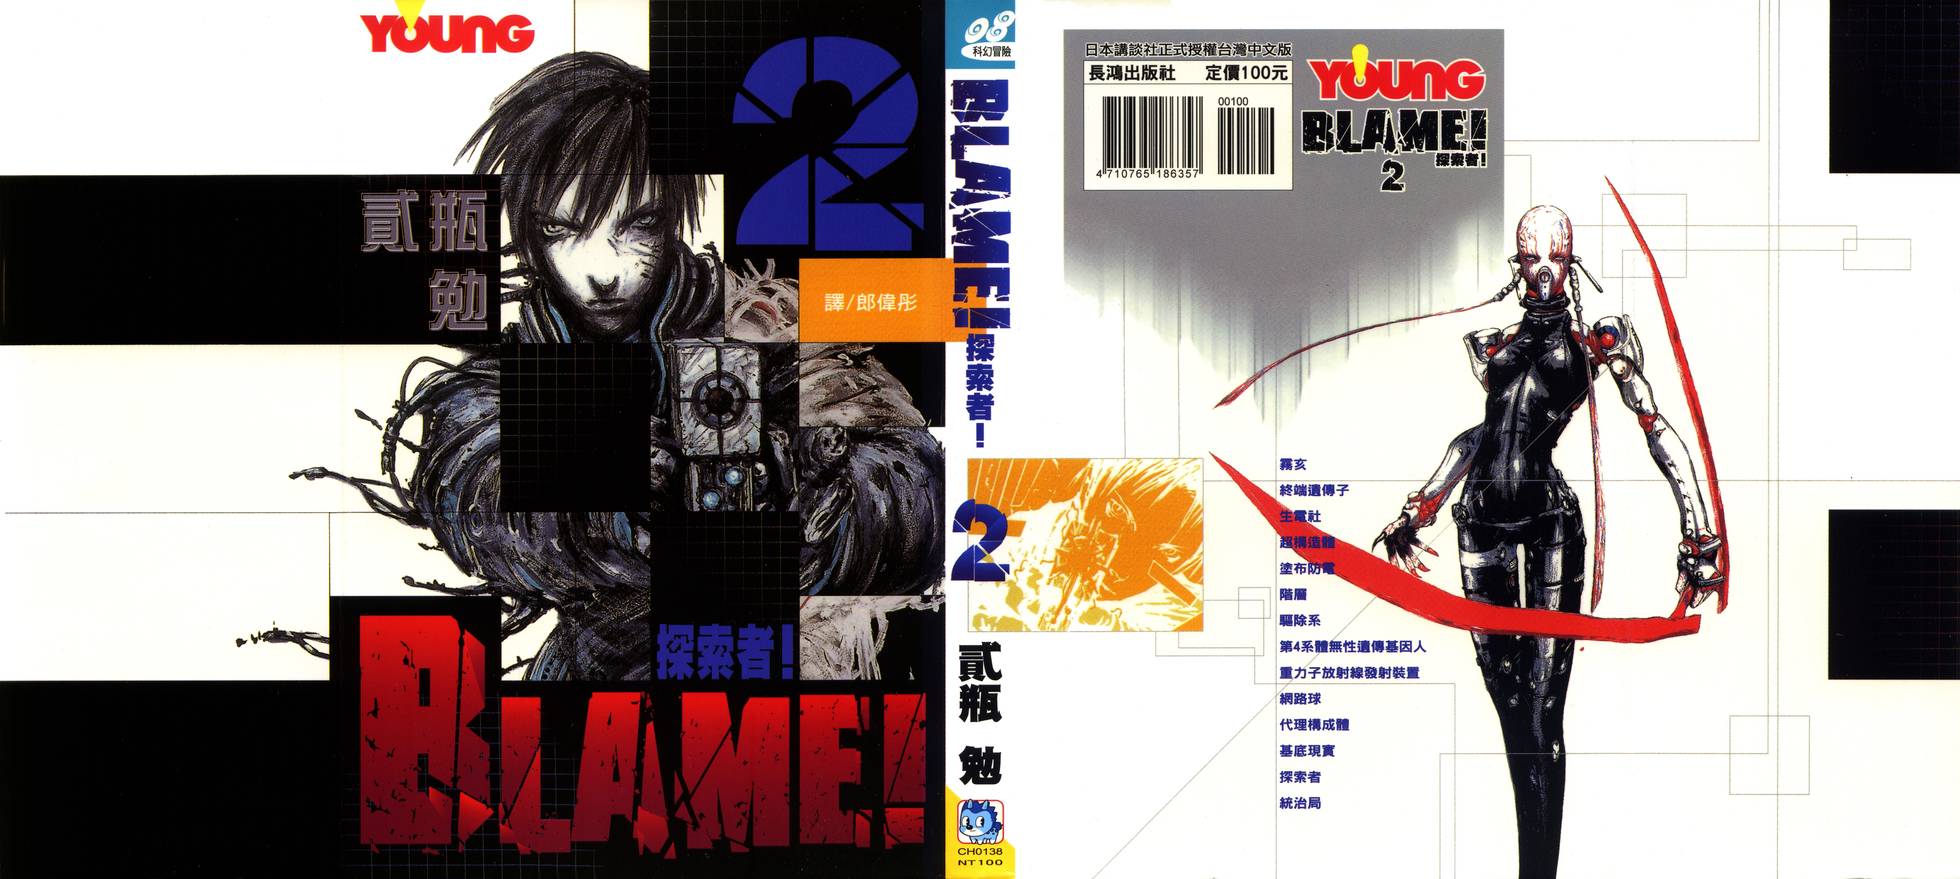 YOUNG
2
貳瓶
勉
譯/郎偉彤
探索者!
BLAME!
98
科幻冒險
BLAME!
探索者!
2
貳瓶 勉
CH0138
NT100
日本講談社正式授權台灣中文版
長鴻出版社 定價100元
00100
4 710765 186357
YOUNG
BLAME!
探索者!
2
霧亥
終端遺傳子
生電社
超構造體
塗布防電
階層
驅除系
第4系體無性遺傳基因人
重力子放射線發射裝置
網路球
代理構成體
基底現實
探索者
統治局